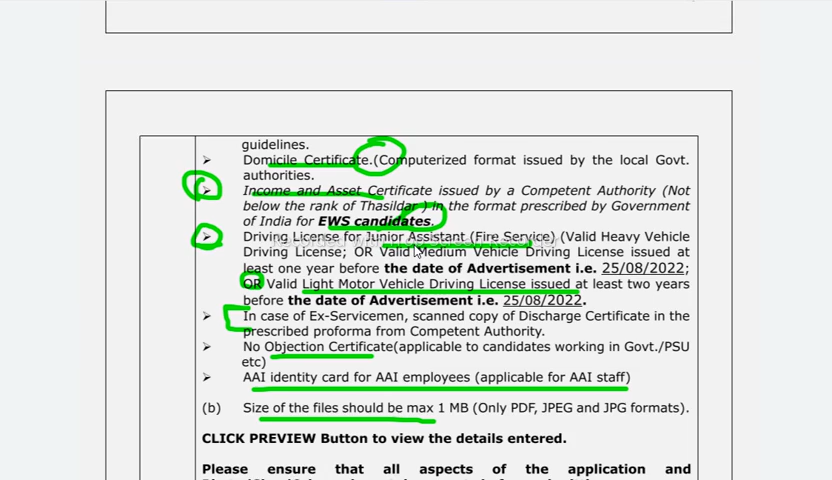 guidelines.
➢ Domicile Certificate.(Computerized format issued by the local Govt.
authorities.
➢ Income and Asset Certificate issued by a Competent Authority (Not
below the rank of Thasildar ) in the format prescribed by Government
of India for EWS candidates.
➢ Driving License for Junior Assistant (Fire Service) (Valid Heavy Vehicle
Driving License; OR Valid Medium Vehicle Driving License issued at
least one year before the date of Advertisement i.e. 25/08/2022;
OR Valid Light Motor Vehicle Driving License issued at least two years
before the date of Advertisement i.e. 25/08/2022.
➢ In case of Ex-Servicemen, scanned copy of Discharge Certificate in the
prescribed proforma from Competent Authority.
➢ No Objection Certificate(applicable to candidates working in Govt./PSU
etc)
➢ AAI identity card for AAI employees (applicable for AAI staff)
(b) Size of the files should be max 1 MB (Only PDF, JPEG and JPG formats).
CLICK PREVIEW Button to view the details entered.
Please ensure that all aspects of the application and